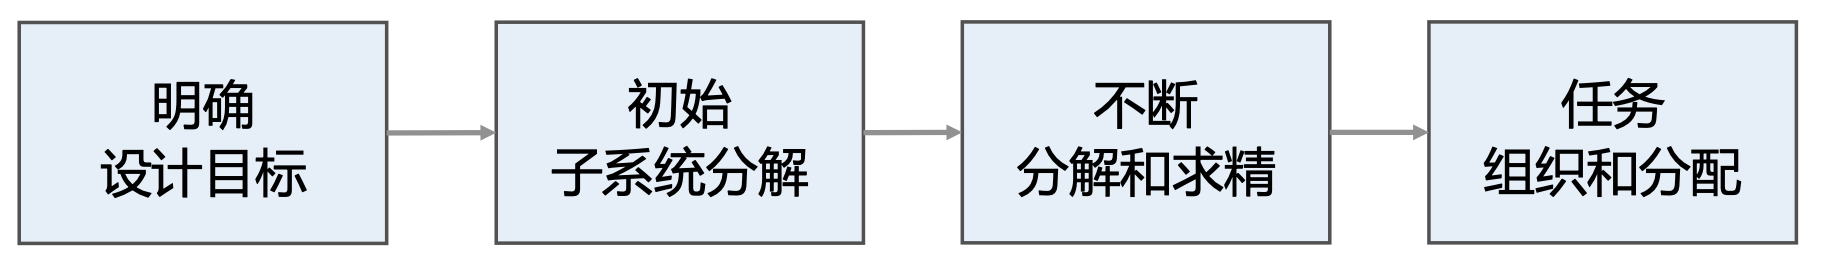 明确
设计目标
初始
子系统分解
不断
分解和求精
任务
组织和分配